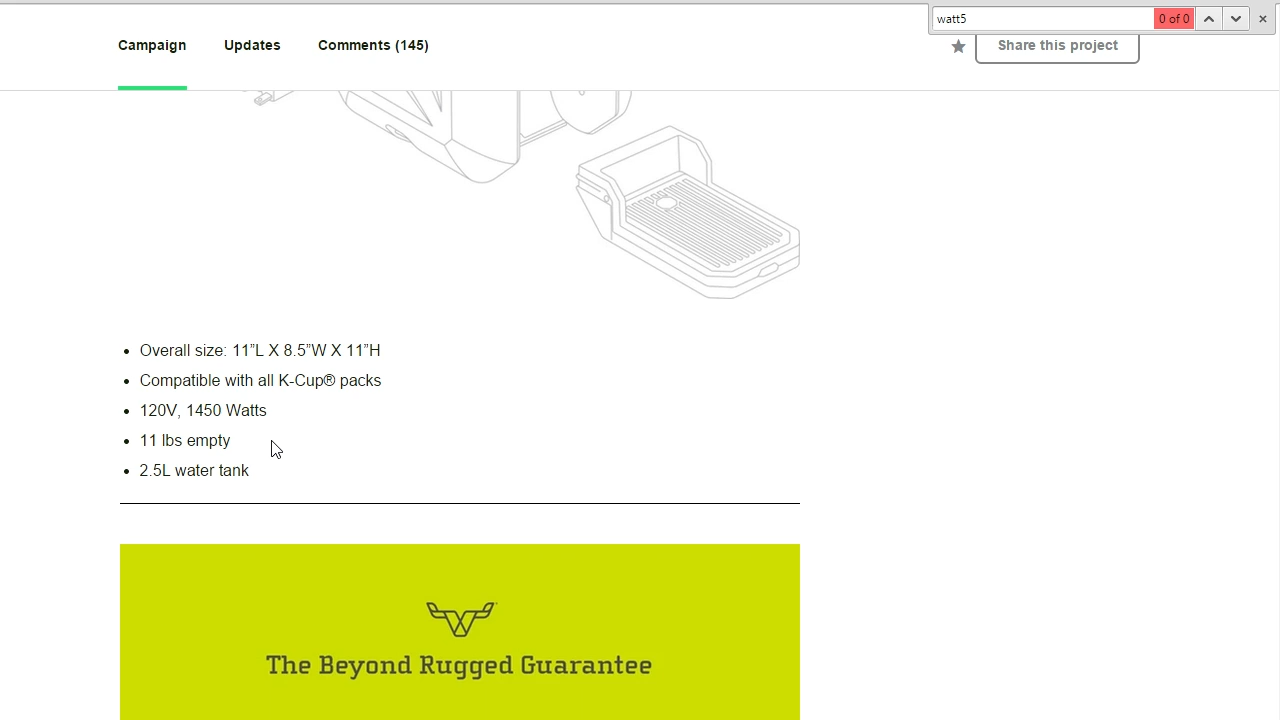 watt5
0 of 0
Campaign
Updates
Comments (145)
Share this project
Overall size: 11”L X 8.5”W X 11”H
Compatible with all K-Cup® packs
120V, 1450 Watts
11 lbs empty
2.5L water tank
The Beyond Rugged Guarantee